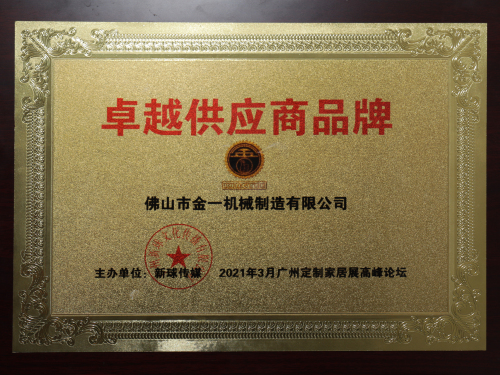 卓越供应商品牌
佛山市金一机械制造有限公司
主办单位：新球传媒 2021年3月广州定制家居展高峰论坛